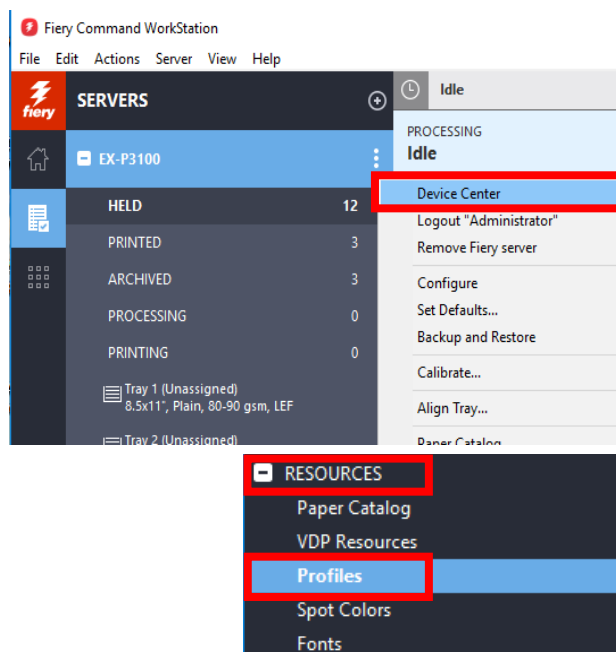 Fiery Command WorkStation
File Edit Actions Server View Help
fiery
SERVERS
Idle
PROCESSING
Idle
EX-P3100
Device Center
HELD 12
Logout "Administrator"
PRINTED 3
Remove Fiery server
ARCHIVED 3
Configure
PROCESSING 0
Set Defaults...
Backup and Restore
PRINTING 0
Calibrate...
Tray 1 (Unassigned)
8.5x11", Plain, 80-90 gsm, LEF
Align Tray...
Tray 2 (Unassigned)
Paper Catalog
RESOURCES
Paper Catalog
VDP Resources
Profiles
Spot Colors
Fonts